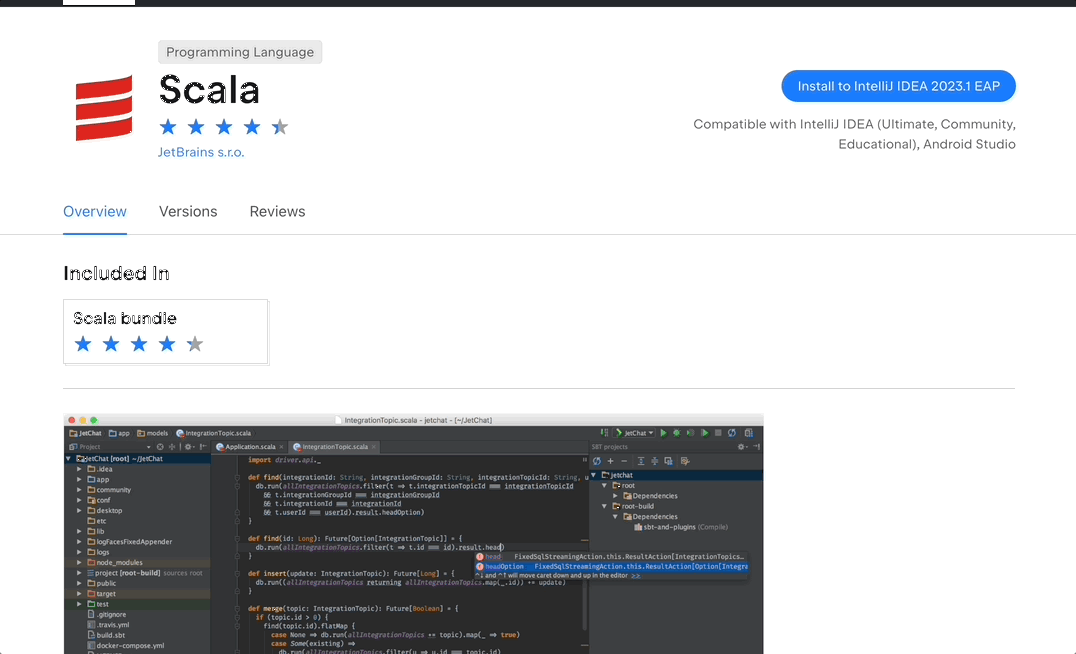 Programming Language
Scala
Install to IntelliJ IDEA 2023.1 EAP
JetBrains s.r.o.
Compatible with IntelliJ IDEA (Ultimate, Community,
Educational), Android Studio
Overview
Versions
Reviews
Included In
Scala bundle
IntegrationTopic.scala - jetchat - [~/JetChat]
JetChat
app
models
IntegrationTopic.scala
JetChat
Project
Application.scala
IntegrationTopic.scala
SBT projects
JetChat [root] ~/JetChat
.idea
app
community
conf
desktop
etc
lib
logFacesFixedAppender
logs
node_modules
project [root-build] sources root
public
target
test
.gitignore
.travis.yml
build.sbt
docker-compose.yml
import driver.api._
def find(integrationId: String, integrationGroupId: String, integrationTopicId: String, u
db.run(allIntegrationTopics.filter(t => t.integrationTopicId === integrationTopicId
&& t.integrationGroupId === integrationGroupId
&& t.integrationId === integrationId
&& t.userId === userId).result.headOption)
}
def find(id: Long): Future[Option[IntegrationTopic]] = {
db.run(allIntegrationTopics.filter(t => t.id === id).result.head)
}
head FixedSqlStreamingAction.this.ResultAction[IntegrationTopics...
headOption FixedSqlStreamingAction.this.ResultAction[Option[Integra
^↓ and ^↑ will move caret down and up in the editor >>
def insert(update: IntegrationTopic): Future[Long] = {
db.run((allIntegrationTopics returning allIntegrationTopics.map(_.id)) += update)
}
def merge(topic: IntegrationTopic): Future[Boolean] = {
if (topic.id > 0) {
find(topic.id).flatMap {
case None => db.run(allIntegrationTopics += topic).map(_ => true)
case Some(existing) =>
db.run(allIntegrationTopics.filter(u => u.id === topic.id)
jetchat
root
Dependencies
root-build
Dependencies
sbt-and-plugins (Compile)